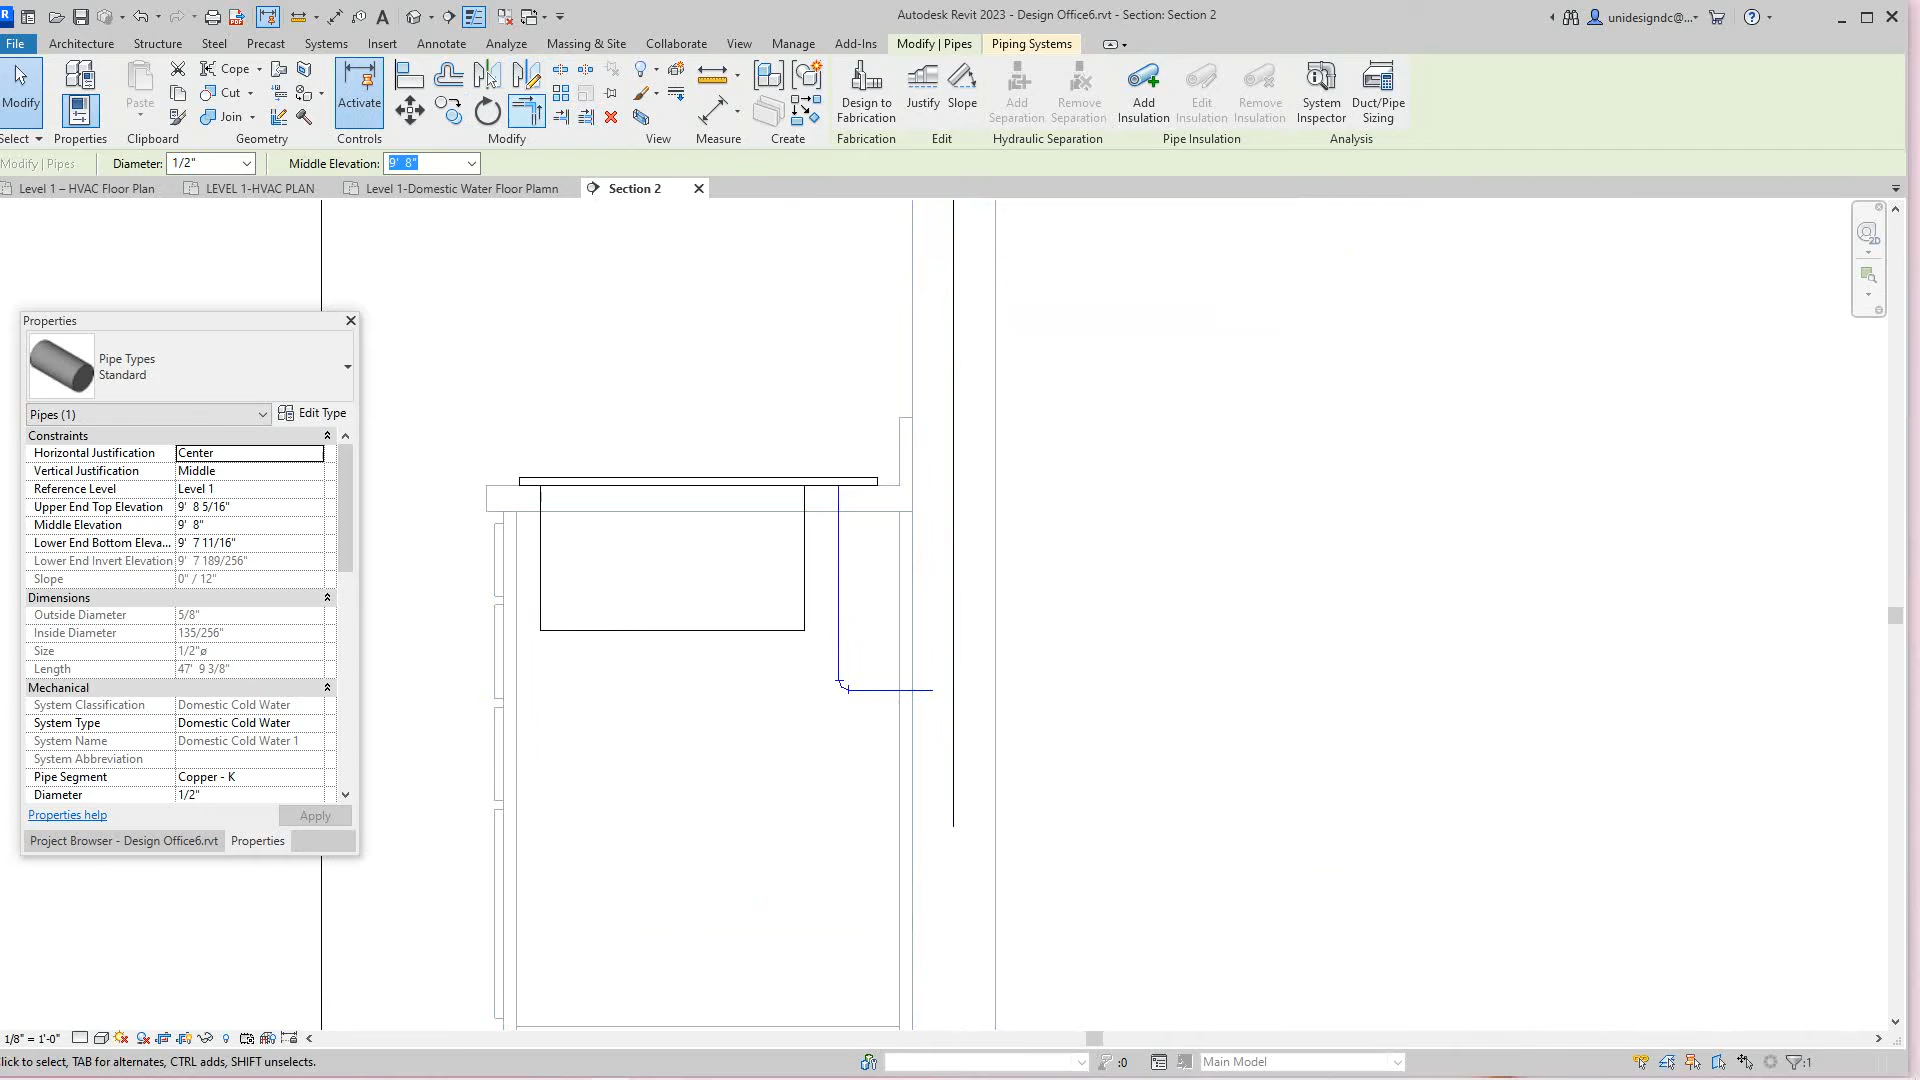 R
Autodesk Revit 2023 - Design Office6.rvt - Section: Section 2
unidesigndc@...
File Architecture Structure Steel Precast Systems Insert Annotate Analyze Massing & Site Collaborate View Manage Add-Ins Modify | Pipes Piping Systems
Modify
Select
Properties
Paste
Cope
Cut
Join
Clipboard
Geometry
Activate
Controls
Modify
View
Measure
Create
Design to Fabrication
Fabrication
Justify
Slope
Edit
Add Separation
Remove Separation
Hydraulic Separation
Add Insulation
Edit Insulation
Remove Insulation
Pipe Insulation
System Inspector
Duct/Pipe Sizing
Analysis
Modify | Pipes Diameter: 1/2" Middle Elevation: 9' 8"
Level 1 – HVAC Floor Plan LEVEL 1-HVAC PLAN Level 1-Domestic Water Floor Plamn Section 2
2D
Properties
Pipe Types
Standard
Pipes (1) Edit Type
Constraints
Horizontal Justification Center
Vertical Justification Middle
Reference Level Level 1
Upper End Top Elevation 9' 8 5/16"
Middle Elevation 9' 8"
Lower End Bottom Eleva... 9' 7 11/16"
Lower End Invert Elevation 9' 7 189/256"
Slope 0" / 12"
Dimensions
Outside Diameter 5/8"
Inside Diameter 135/256"
Size 1/2"ø
Length 47' 9 3/8"
Mechanical
System Classification Domestic Cold Water
System Type Domestic Cold Water
System Name Domestic Cold Water 1
System Abbreviation
Pipe Segment Copper - K
Diameter 1/2"
Properties help Apply
Project Browser - Design Office6.rvt Properties
1/8" = 1'-0"
Click to select, TAB for alternates, CTRL adds, SHIFT unselects. :0 Main Model :1